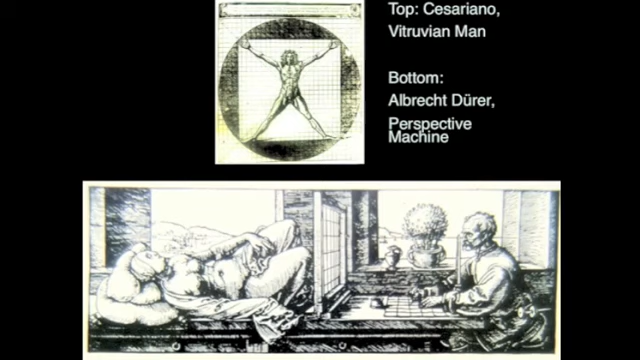 Top: Cesariano,
Vitruvian Man
Bottom:
Albrecht Dürer,
Perspective
Machine